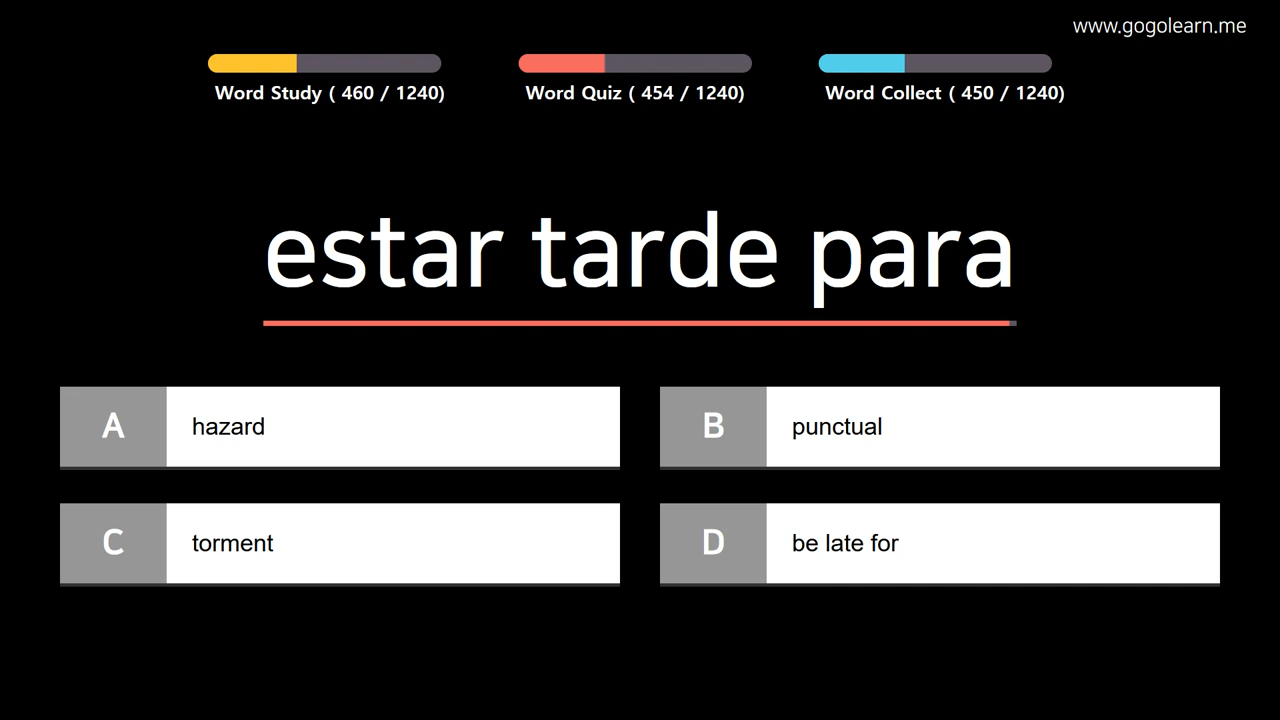 www.gogolearn.me
Word Study ( 460 / 1240)
Word Quiz ( 454 / 1240)
Word Collect ( 450 / 1240)
estar tarde para
A hazard
B punctual
C torment
D be late for